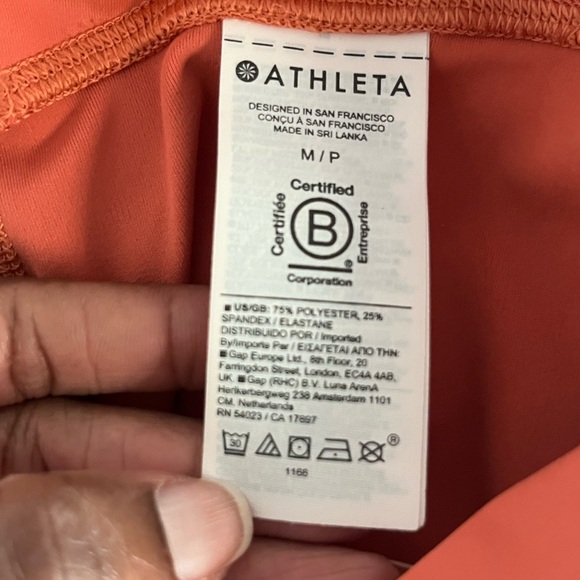 ATHLETA
DESIGNED IN SAN FRANCISCO
CONÇU À SAN FRANCISCO
MADE IN SRI LANKA
M / P
Certified
Certifiée
B
Entreprise
®
Corporation
US/GB: 75% POLYESTER, 25%
SPANDEX / ELASTANE
DISTRIBUIDO POR / Imported
By/Importe Par / ΕΙΣΑΓΕΤΑΙ ΑΠΟ ΤΗΝ:
Gap Europe Ltd., 8th Floor, 20
Farringdon Street, London, EC4A 4AB,
UK. Gap (RHC) B.V. Luna ArenA
Herikerbergweg 238 Amsterdam 1101
CM. Netherlands
RN 54023 / CA 17897
30 ®
1166